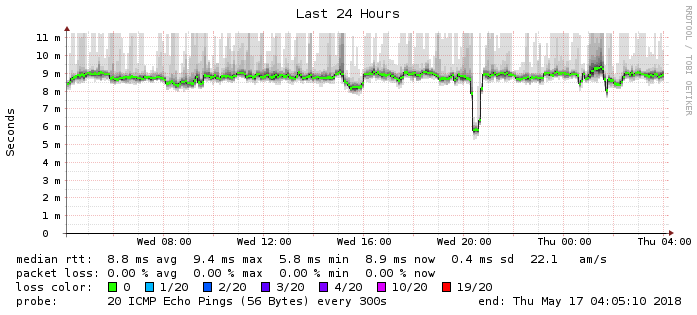 Last 24 Hours
RRDTOOL / TOBI OETIKER
Seconds
11 m
10 m
9 m
8 m
7 m
6 m
5 m
4 m
3 m
2 m
1 m
0
Wed 08:00 Wed 12:00 Wed 16:00 Wed 20:00 Thu 00:00 Thu 04:00
median rtt: 8.8 ms avg 9.4 ms max 5.8 ms min 8.9 ms now 0.4 ms sd 22.1 am/s
packet loss: 0.00 % avg 0.00 % max 0.00 % min 0.00 % now
loss color: 0 1/20 2/20 3/20 4/20 10/20 19/20
probe: 20 ICMP Echo Pings (56 Bytes) every 300s end: Thu May 17 04:05:10 2018